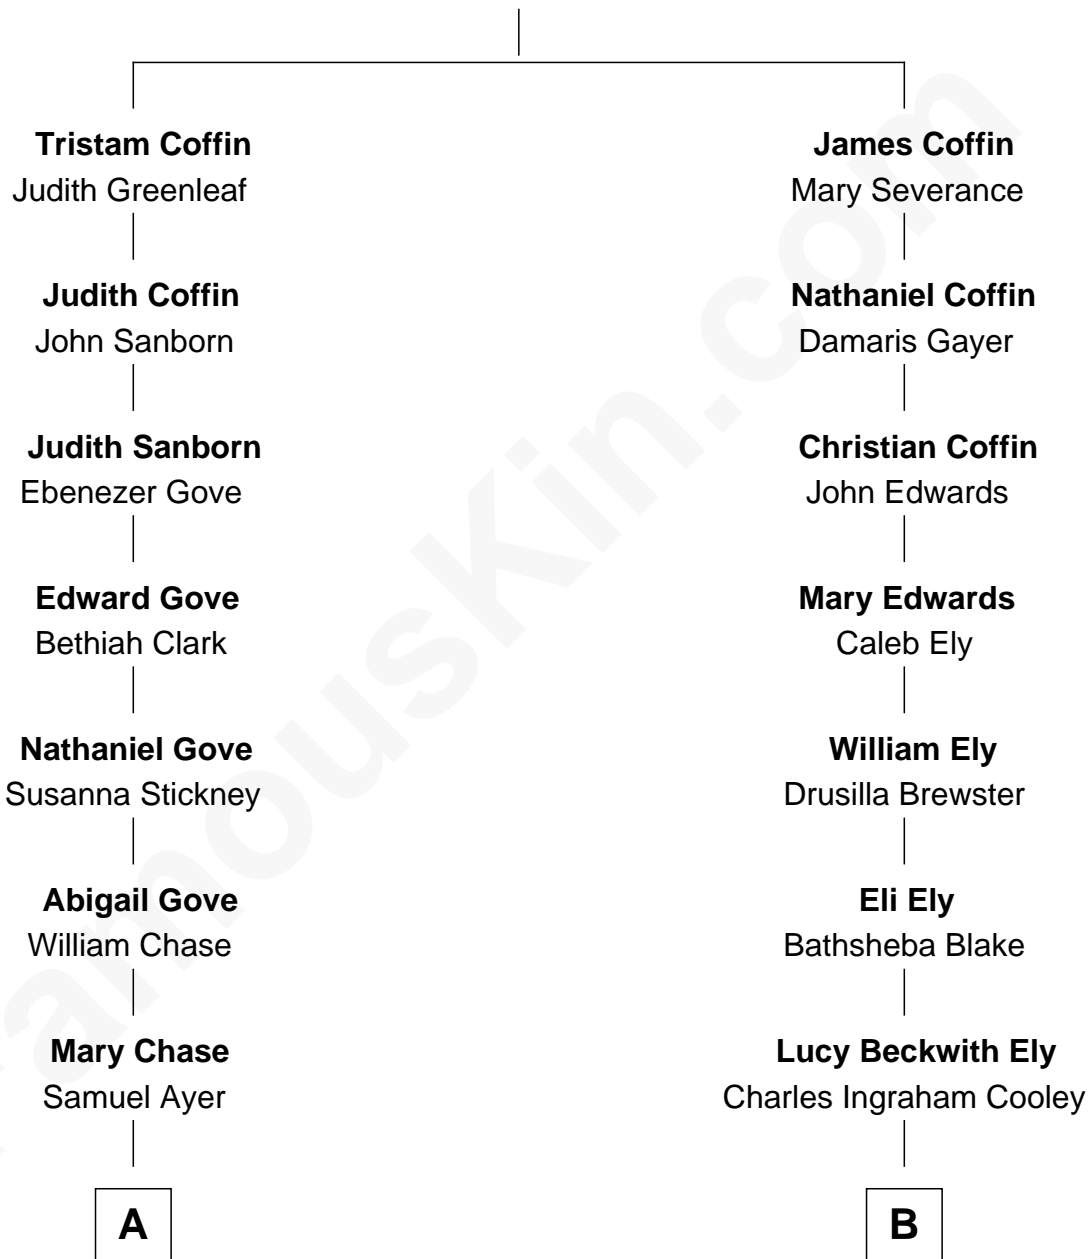 Tristam Coffin
Judith Greenleaf
James Coffin
Mary Severance
Judith Coffin
John Sanborn
Nathaniel Coffin
Damaris Gayer
Judith Sanborn
Ebenezer Gove
Christian Coffin
John Edwards
Edward Gove
Bethiah Clark
Mary Edwards
Caleb Ely
Nathaniel Gove
Susanna Stickney
William Ely
Drusilla Brewster
Abigail Gove
William Chase
Eli Ely
Bathsheba Blake
Mary Chase
Samuel Ayer
Lucy Beckwith Ely
Charles Ingraham Cooley
A
B
FamousKin.com